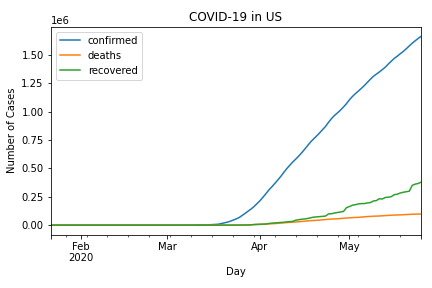 COVID-19 in US
1e6
confirmed
deaths
recovered
Number of Cases
1.50
1.25
1.00
0.75
0.50
0.25
0.00
Feb
2020
Mar
Apr
May
Day